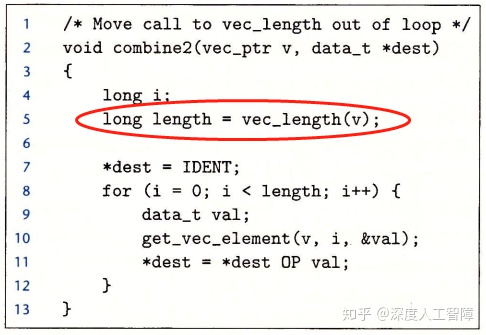 1 /* Move call to vec_length out of loop */
2 void combine2(vec_ptr v, data_t *dest)
3 {
4 long i;
5 long length = vec_length(v);
6
7 *dest = IDENT;
8 for (i = 0; i < length; i++) {
9 data_t val;
10 get_vec_element(v, i, &val);
11 *dest = *dest OP val;
12 }
13 }
知乎 @深度人工智障